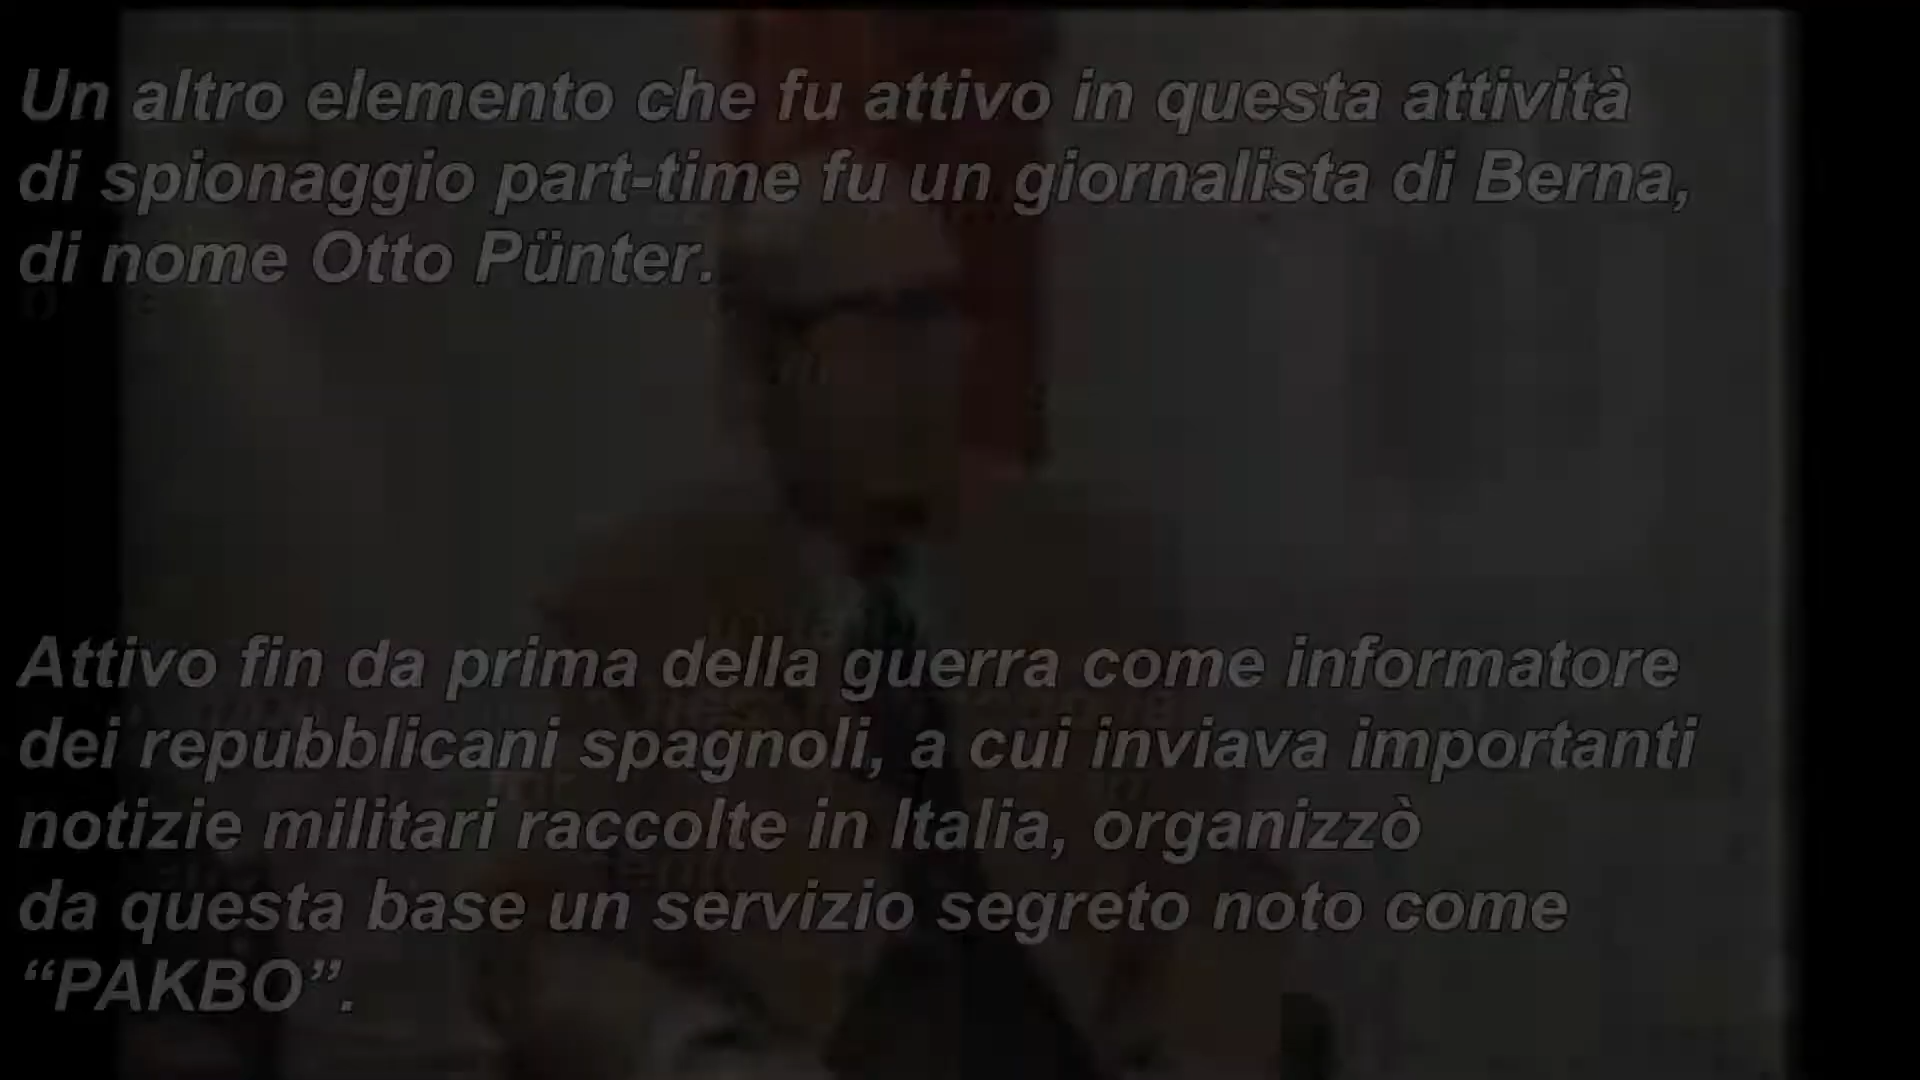 Un altro elemento che fu attivo in questa attività
di spionaggio part-time fu un giornalista di Berna,
di nome Otto Pünter.
Attivo fin da prima della guerra come informatore
dei repubblicani spagnoli, a cui inviava importanti
notizie militari raccolte in Italia, organizzò
da questa base un servizio segreto noto come
“PAKBO”.